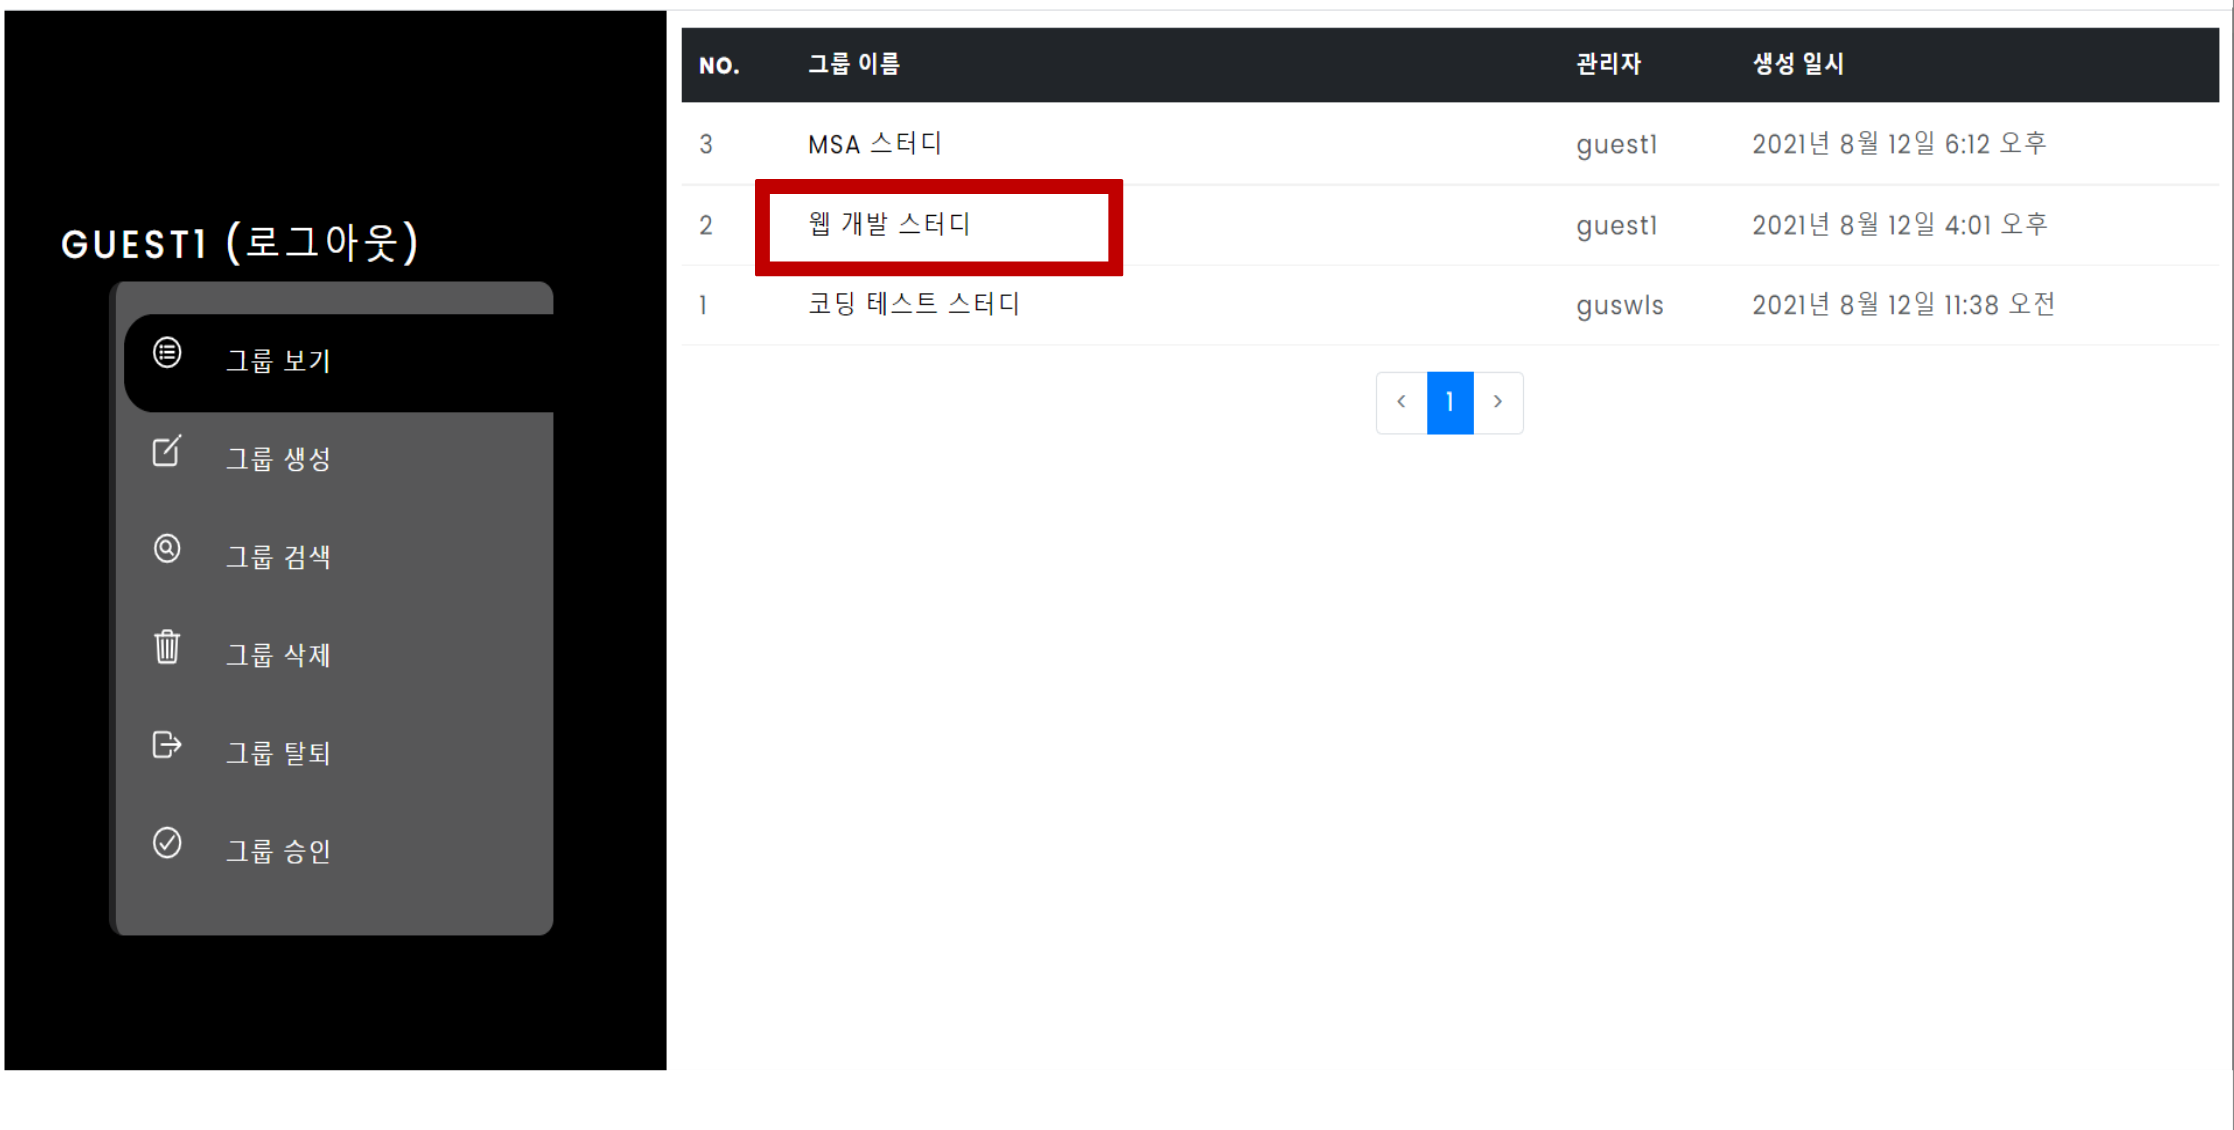 GUEST1 (로그아웃)
그룹 보기
그룹 생성
그룹 검색
그룹 삭제
그룹 탈퇴
그룹 승인
NO. 그룹 이름 관리자 생성 일시
3 MSA 스터디 guest1 2021년 8월 12일 6:12 오후
2 웹 개발 스터디 guest1 2021년 8월 12일 4:01 오후
1 코딩 테스트 스터디 guswls 2021년 8월 12일 11:38 오전
‹ 1 ›